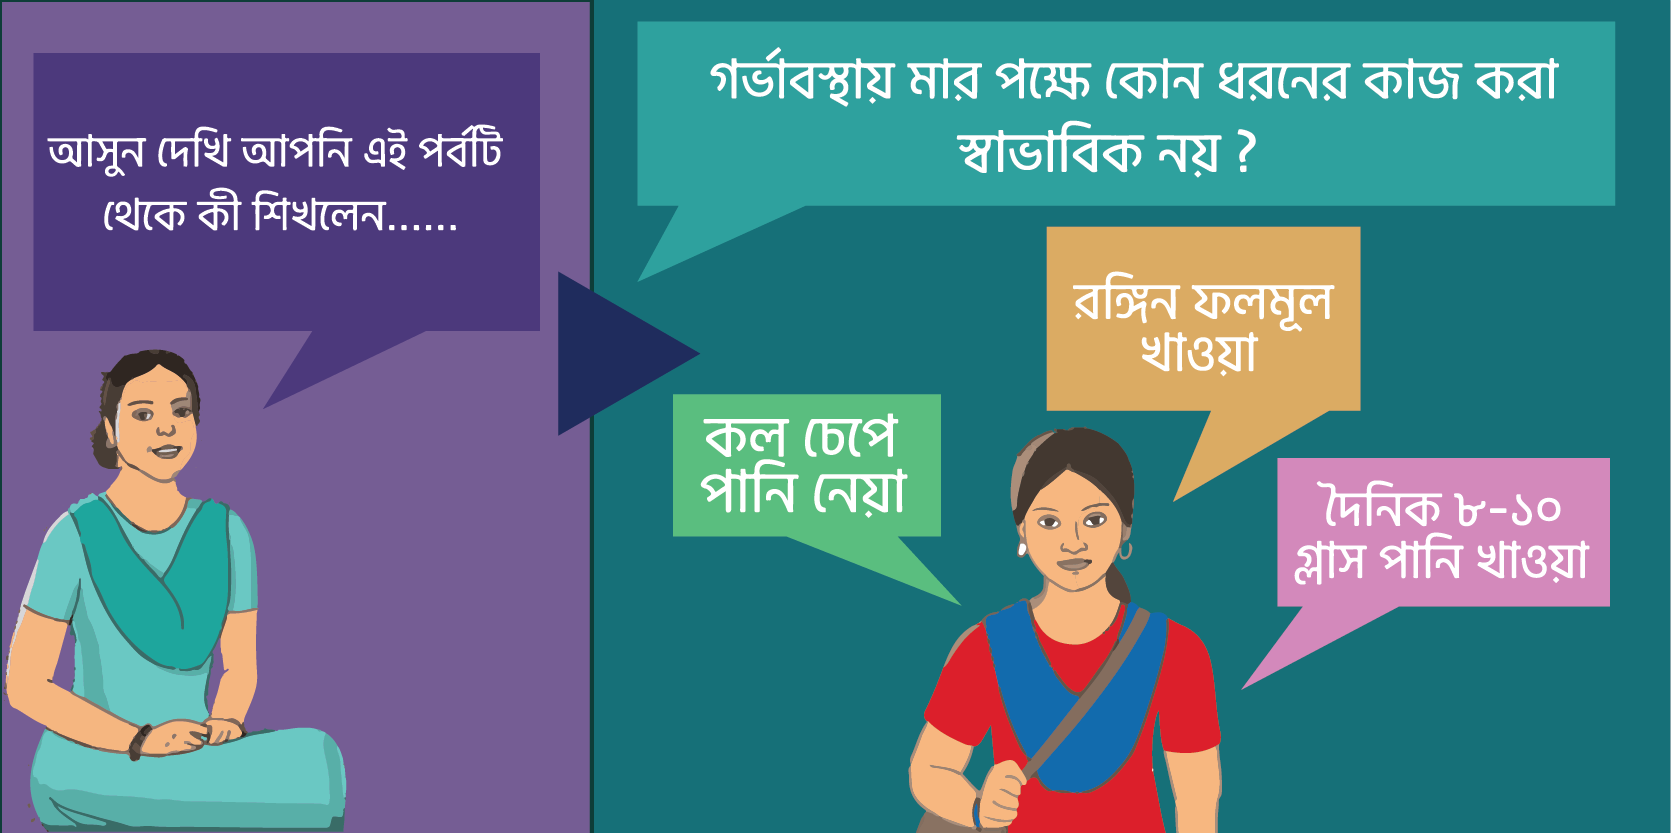 আসুন দেখি আপনি এই পর্বটি
থেকে কী শিখলেন......
গর্ভাবস্থায় মার পক্ষে কোন ধরনের কাজ করা
স্বাভাবিক নয় ?
রঙ্গিন ফলমূল
খাওয়া
কল চেপে
পানি নেয়া
দৈনিক ৮-১০
গ্লাস পানি খাওয়া